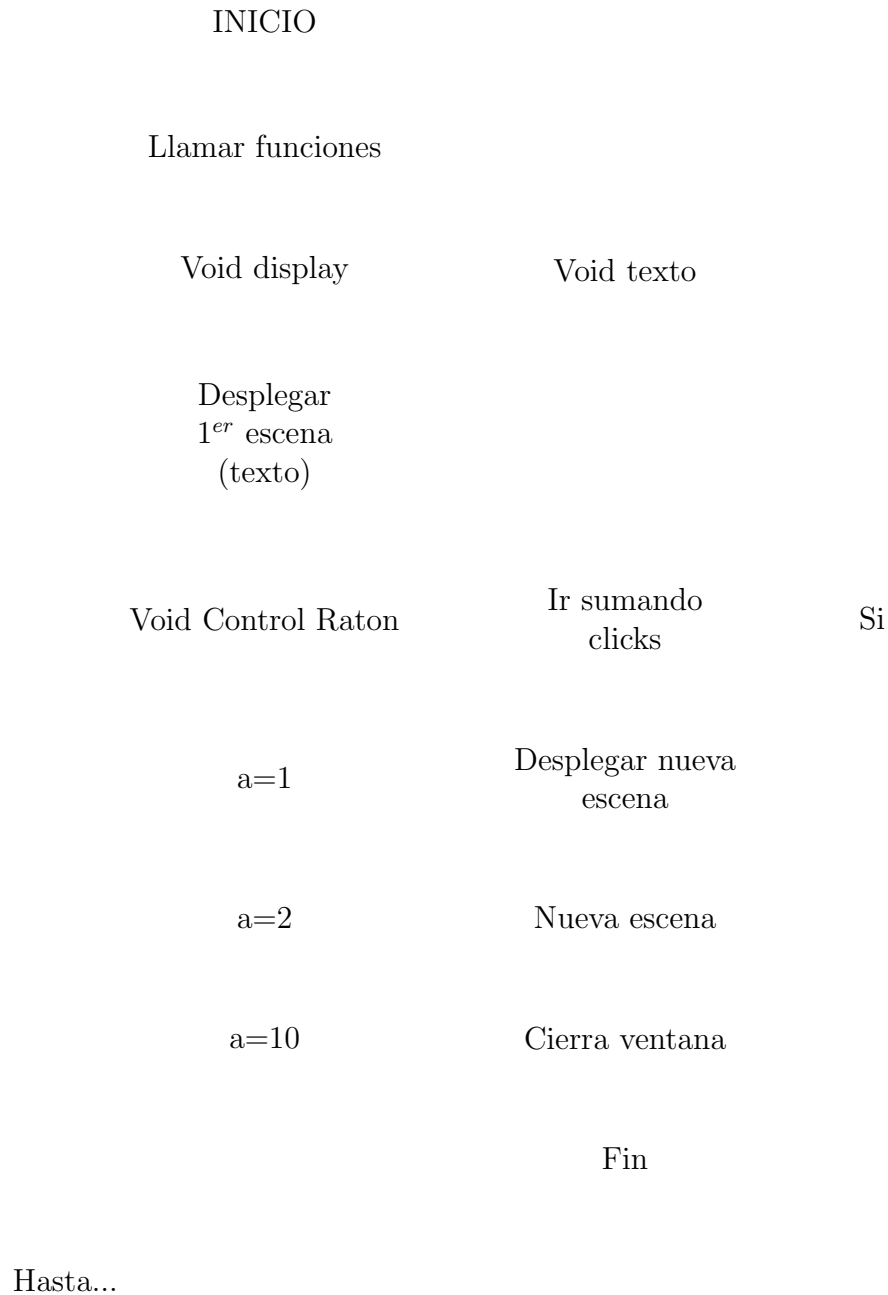 INICIO
Llamar funciones
Void display
Void texto
Desplegar
1er escena
(texto)
Void Control Raton
Ir sumando
clicks
Si
a=1
Desplegar nueva
escena
a=2
Nueva escena
a=10
Cierra ventana
Fin
Hasta...